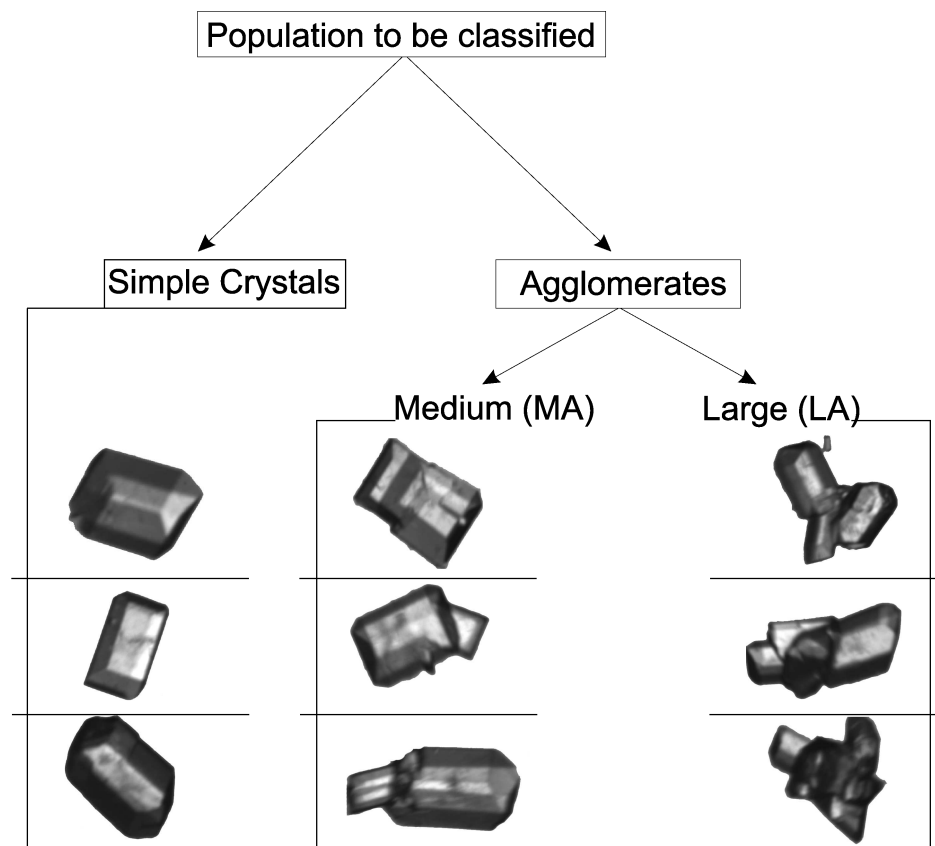 Population to be classified
Simple Crystals
Agglomerates
Medium (MA)
Large (LA)